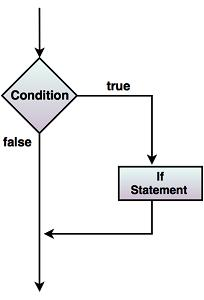 Condition
true
false
If
Statement